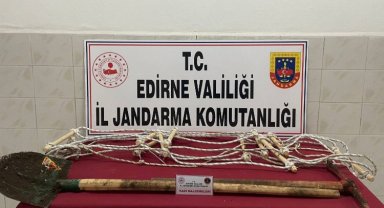 T.C.
EDİRNE VALİLİĞİ
İL JANDARMA KOMUTANLIĞI